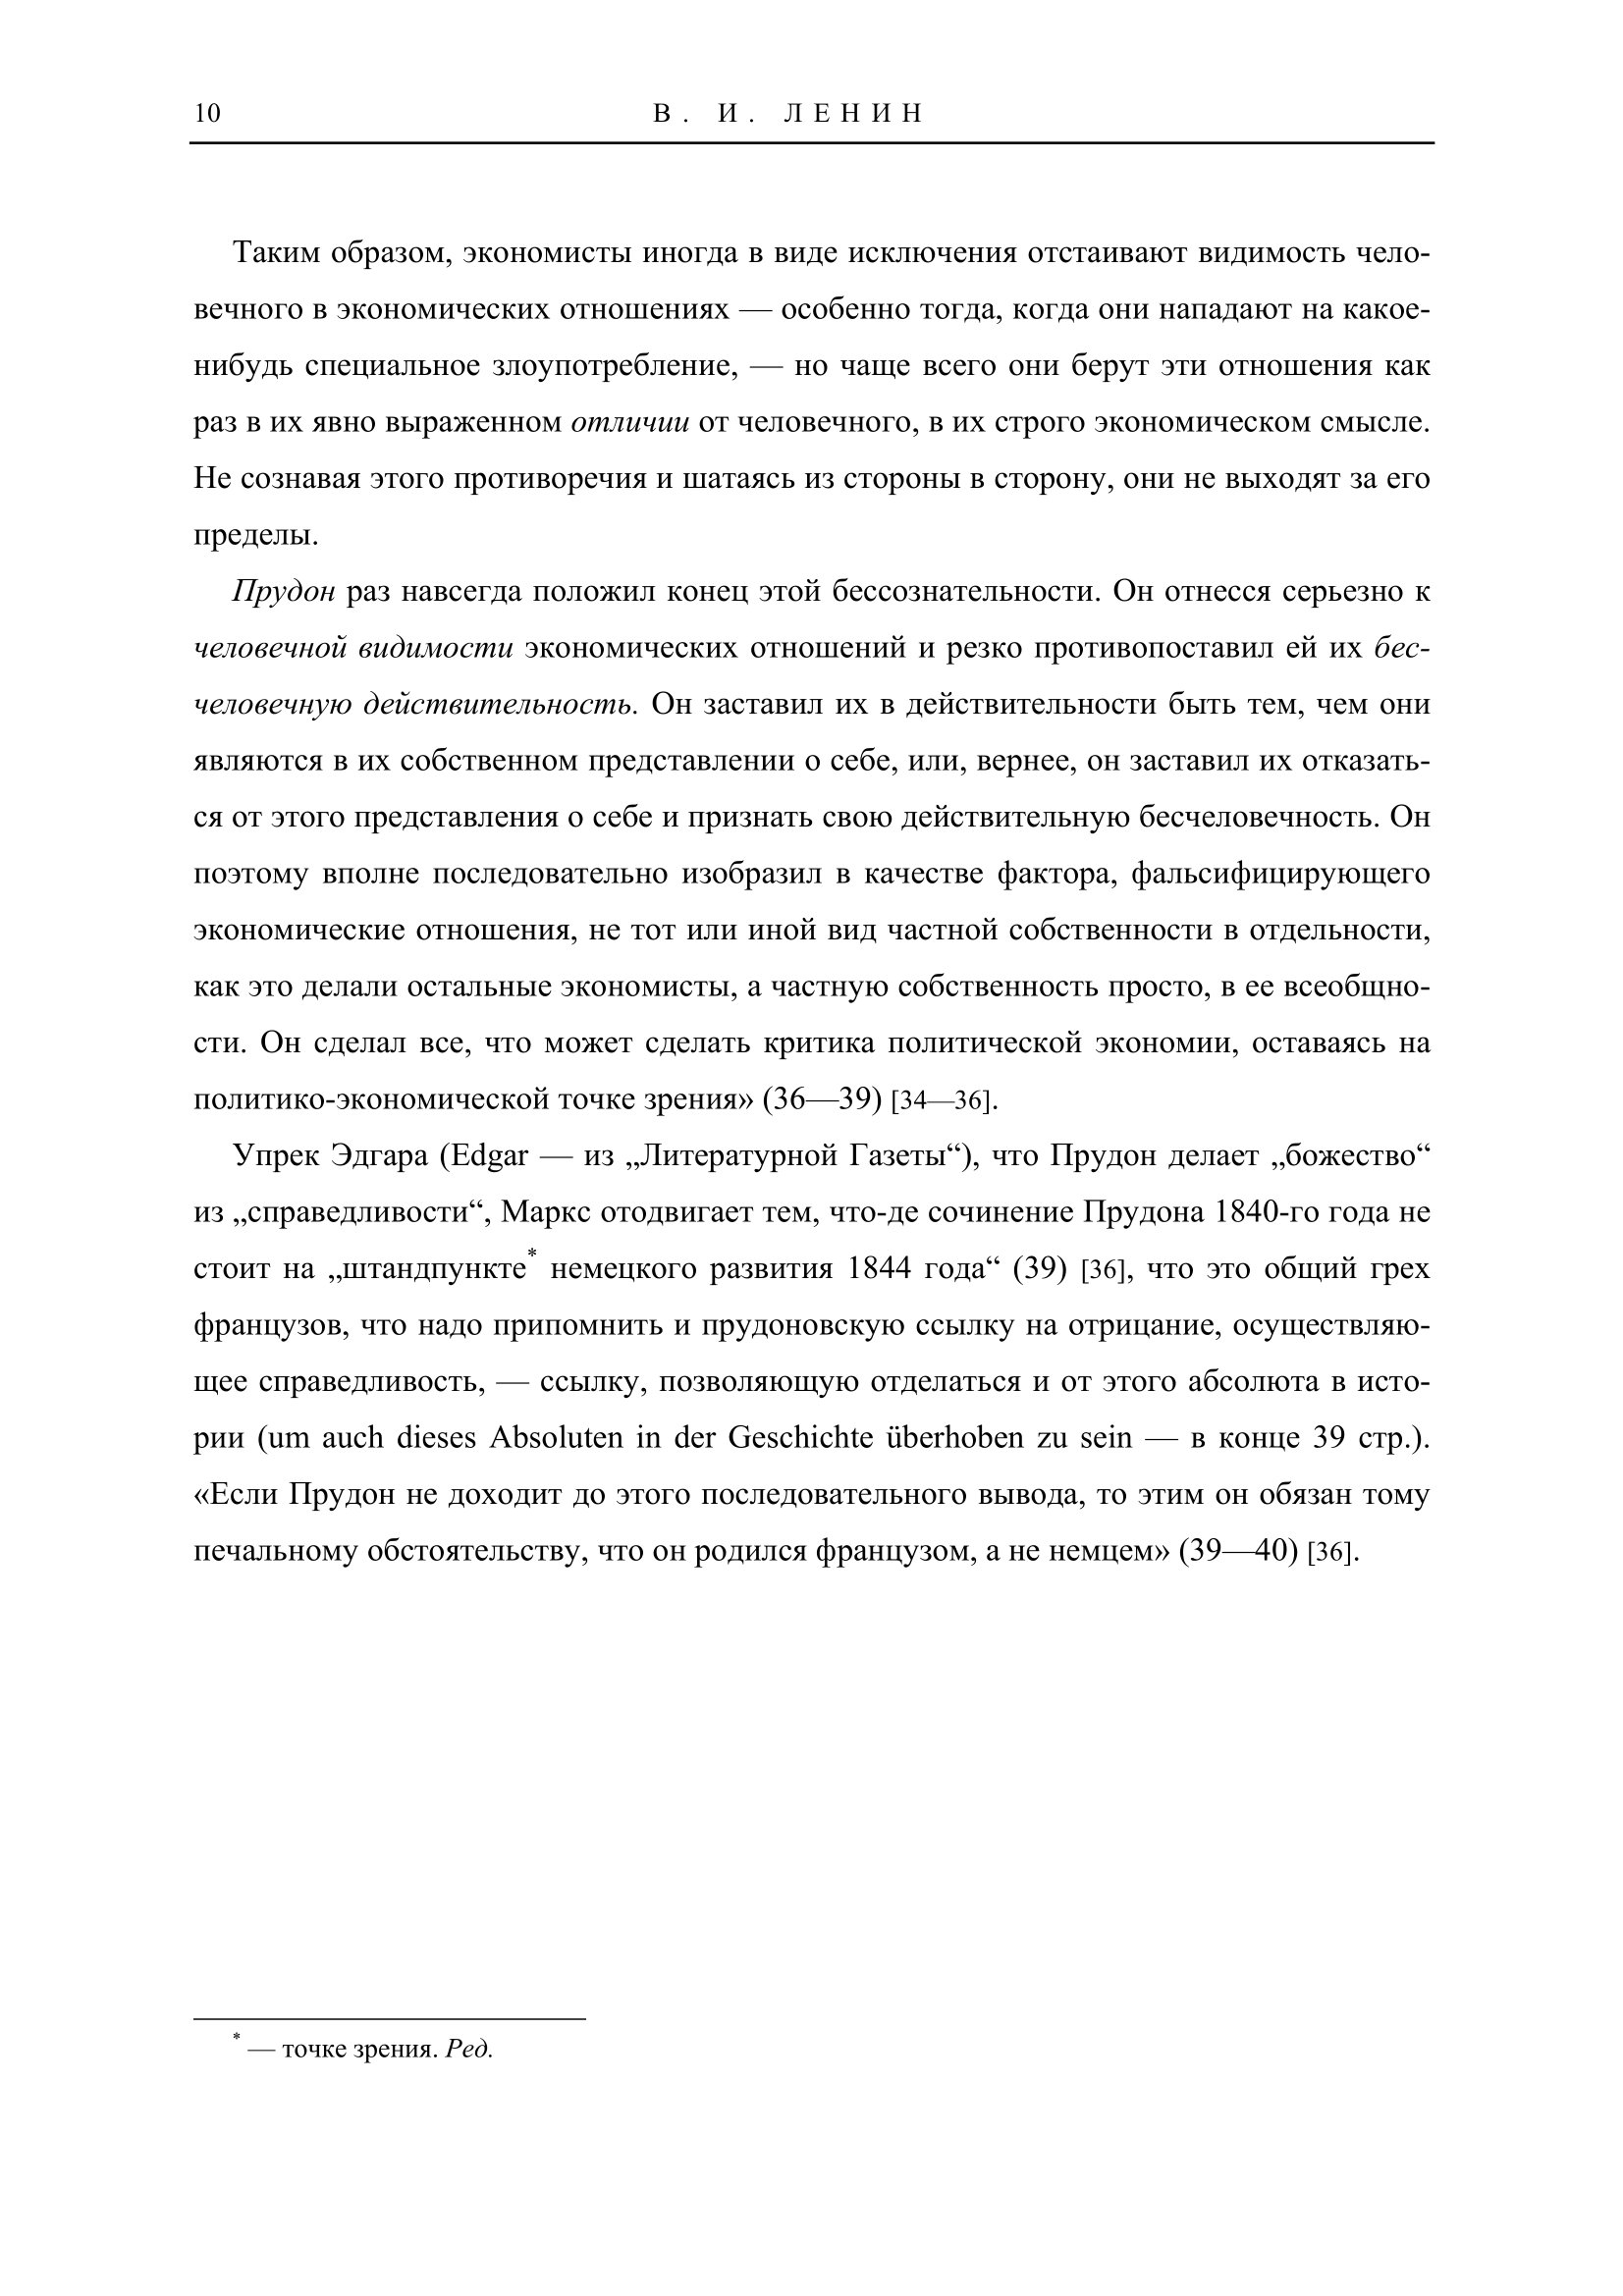 10
В. И. ЛЕНИН
Таким образом, экономисты иногда в виде исключения отстаивают видимость чело-
вечного в экономических отношениях — особенно тогда, когда они нападают на какое-
нибудь специальное злоупотребление, — но чаще всего они берут эти отношения как
раз в их явно выраженном отличии от человечного, в их строго экономическом смысле.
Не сознавая этого противоречия и шатаясь из стороны в сторону, они не выходят за его
пределы.
Прудон раз навсегда положил конец этой бессознательности. Он отнесся серьезно к
человечной видимости экономических отношений и резко противопоставил ей их бес-
человечную действительность. Он заставил их в действительности быть тем, чем они
являются в их собственном представлении о себе, или, вернее, он заставил их отказать-
ся от этого представления о себе и признать свою действительную бесчеловечность. Он
поэтому вполне последовательно изобразил в качестве фактора, фальсифицирующего
экономические отношения, не тот или иной вид частной собственности в отдельности,
как это делали остальные экономисты, а частную собственность просто, в ее всеобщно-
сти. Он сделал все, что может сделать критика политической экономии, оставаясь на
политико-экономической точке зрения» (36—39) [34—36].
Упрек Эдгара (Edgar — из „Литературной Газеты“), что Прудон делает „божество“
из „справедливости“, Маркс отодвигает тем, что-де сочинение Прудона 1840-го года не
стоит на „штандпункте* немецкого развития 1844 года“ (39) [36], что это общий грех
французов, что надо припомнить и прудоновскую ссылку на отрицание, осуществляю-
щее справедливость, — ссылку, позволяющую отделаться и от этого абсолюта в исто-
рии (um auch dieses Absoluten in der Geschichte überhoben zu sein — в конце 39 стр.).
«Если Прудон не доходит до этого последовательного вывода, то этим он обязан тому
печальному обстоятельству, что он родился французом, а не немцем» (39—40) [36].
* — точке зрения. Ред.